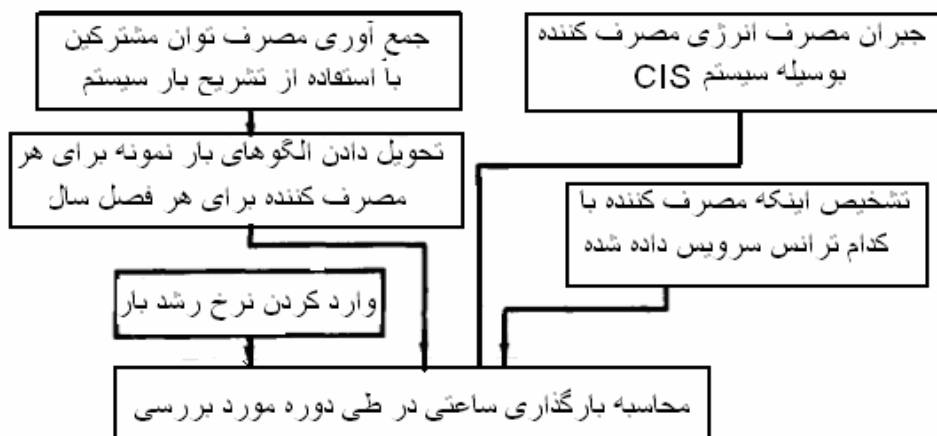 جبران مصرف انرژی مصرف کننده
بوسیله سیستم CIS
جمع آوری مصرف توان مشترکین
با استفاده از تشریح بار سیستم
تحویل دادن الگوهای بار نمونه برای هر
مصرف کننده برای هر فصل سال
تشخیص اینکه مصرف کننده با
کدام ترانس سرویس داده شده
وارد کردن نرخ رشد بار
محاسبه بارگذاری ساعتی در طی دوره مورد بررسی